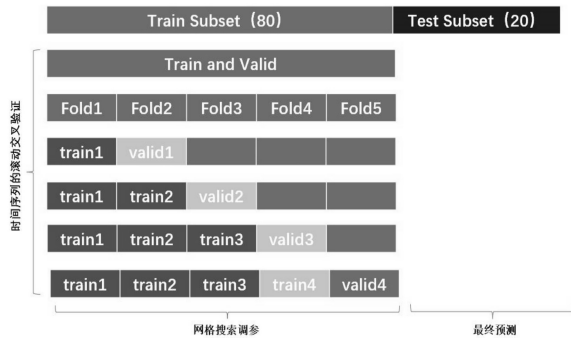 Train Subset（80） Test Subset（20）
Train and Valid
Fold1 Fold2 Fold3 Fold4 Fold5
train1 valid1
train1 train2 valid2
train1 train2 train3 valid3
train1 train2 train3 train4 valid4
时间序列的滚动交叉验证
网格搜索调参 最终预测